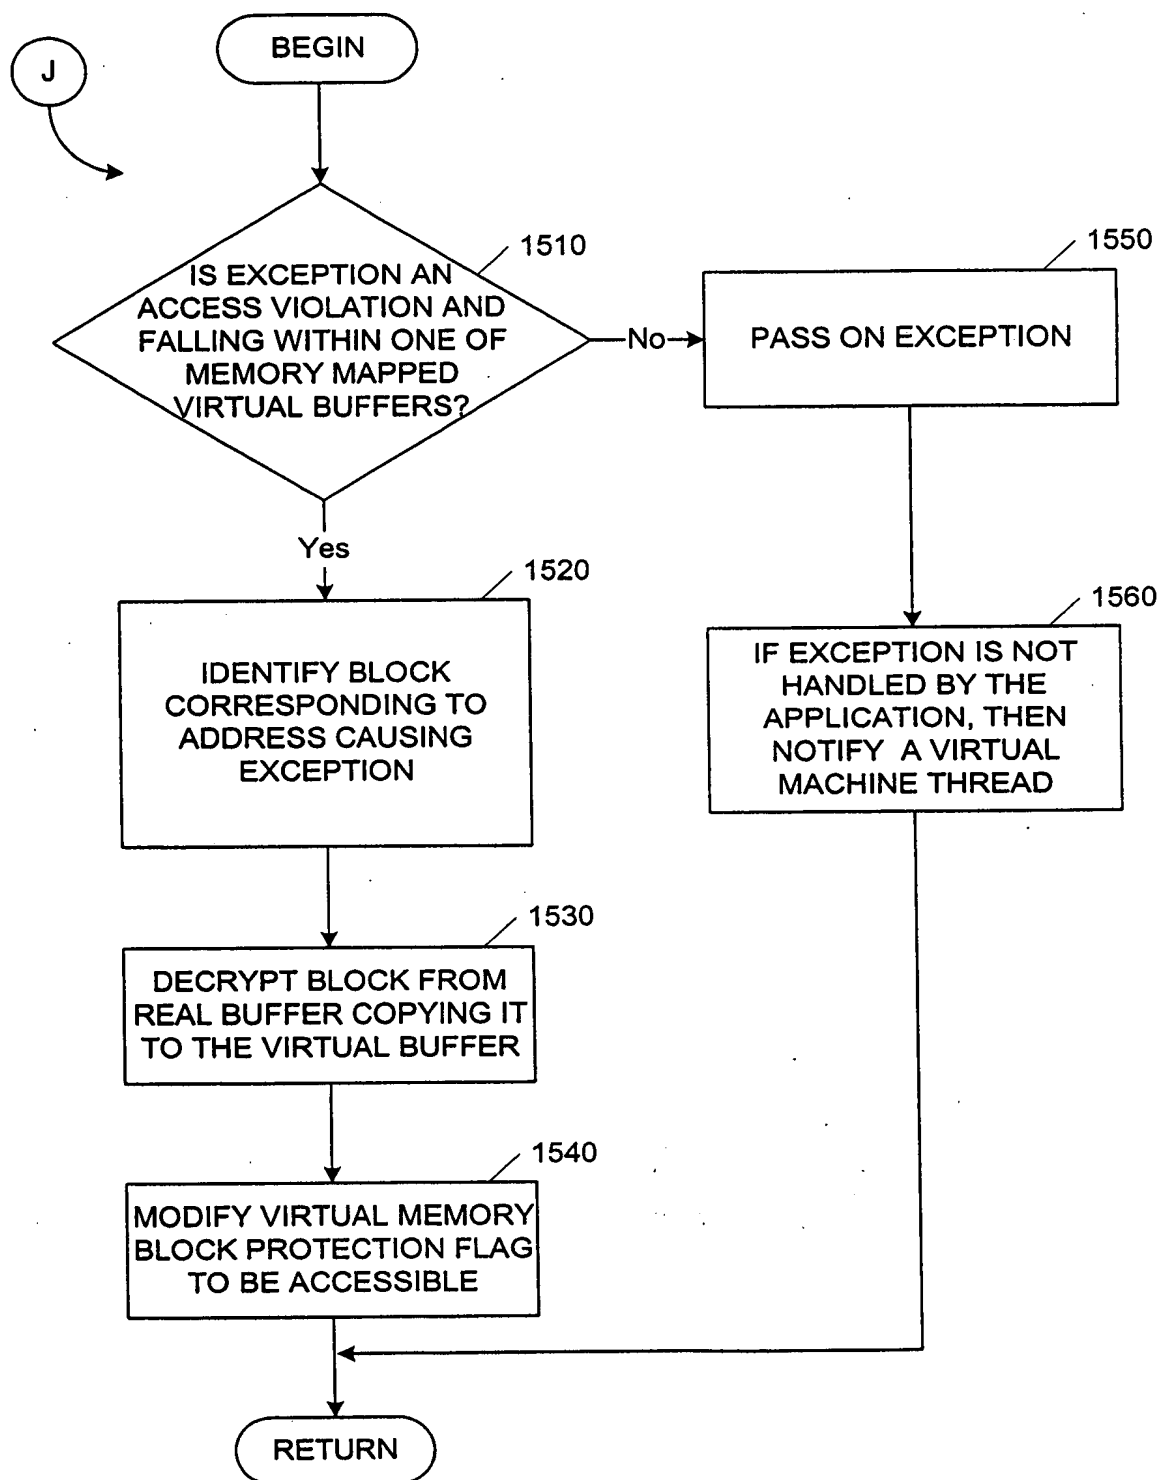 J
BEGIN
1510
IS EXCEPTION AN
ACCESS VIOLATION AND
FALLING WITHIN ONE OF
MEMORY MAPPED
VIRTUAL BUFFERS?
No
1550
PASS ON EXCEPTION
Yes
1520
IDENTIFY BLOCK
CORRESPONDING TO
ADDRESS CAUSING
EXCEPTION
1560
IF EXCEPTION IS NOT
HANDLED BY THE
APPLICATION, THEN
NOTIFY A VIRTUAL
MACHINE THREAD
1530
DECRYPT BLOCK FROM
REAL BUFFER COPYING IT
TO THE VIRTUAL BUFFER
1540
MODIFY VIRTUAL MEMORY
BLOCK PROTECTION FLAG
TO BE ACCESSIBLE
RETURN